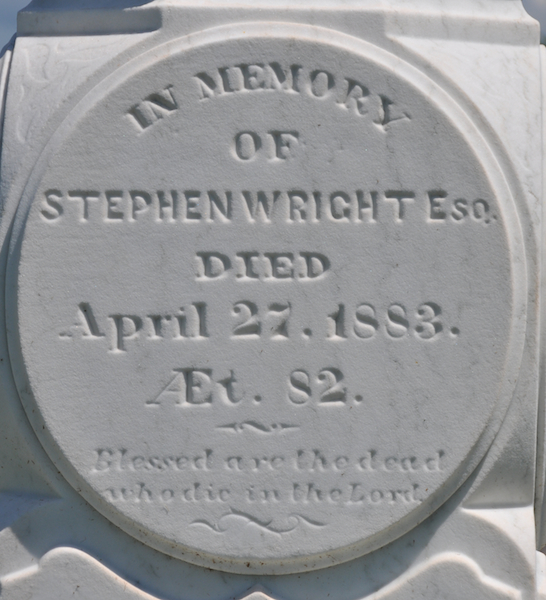 IN MEMORY
OF
STEPHEN WRIGHT Esq.
DIED
April 27, 1883.
Æt. 82.
Blessed are the dead
who die in the Lord.